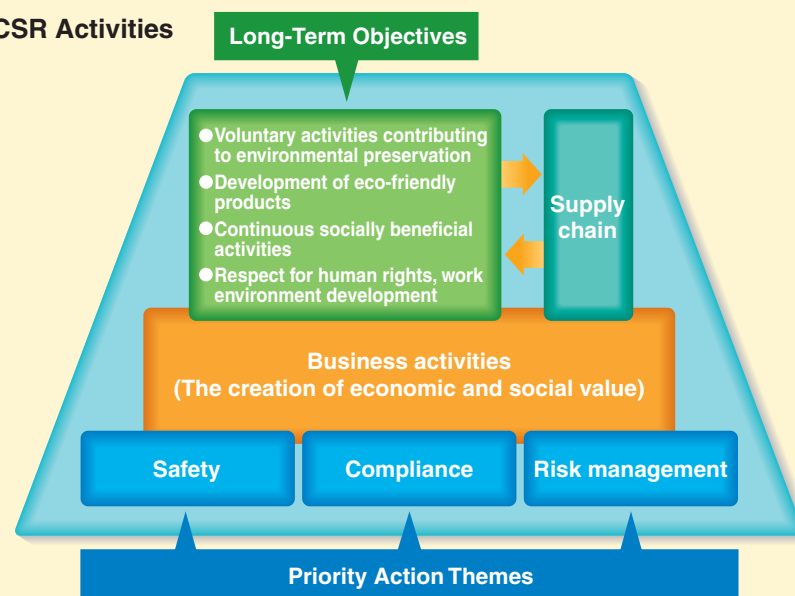 CSR Activities
Long-Term Objectives
●Voluntary activities contributing
to environmental preservation
●Development of eco-friendly
products
●Continuous socially beneficial
activities
●Respect for human rights, work
environment development
Supply
chain
Business activities
(The creation of economic and social value)
Safety
Compliance
Risk management
Priority Action Themes